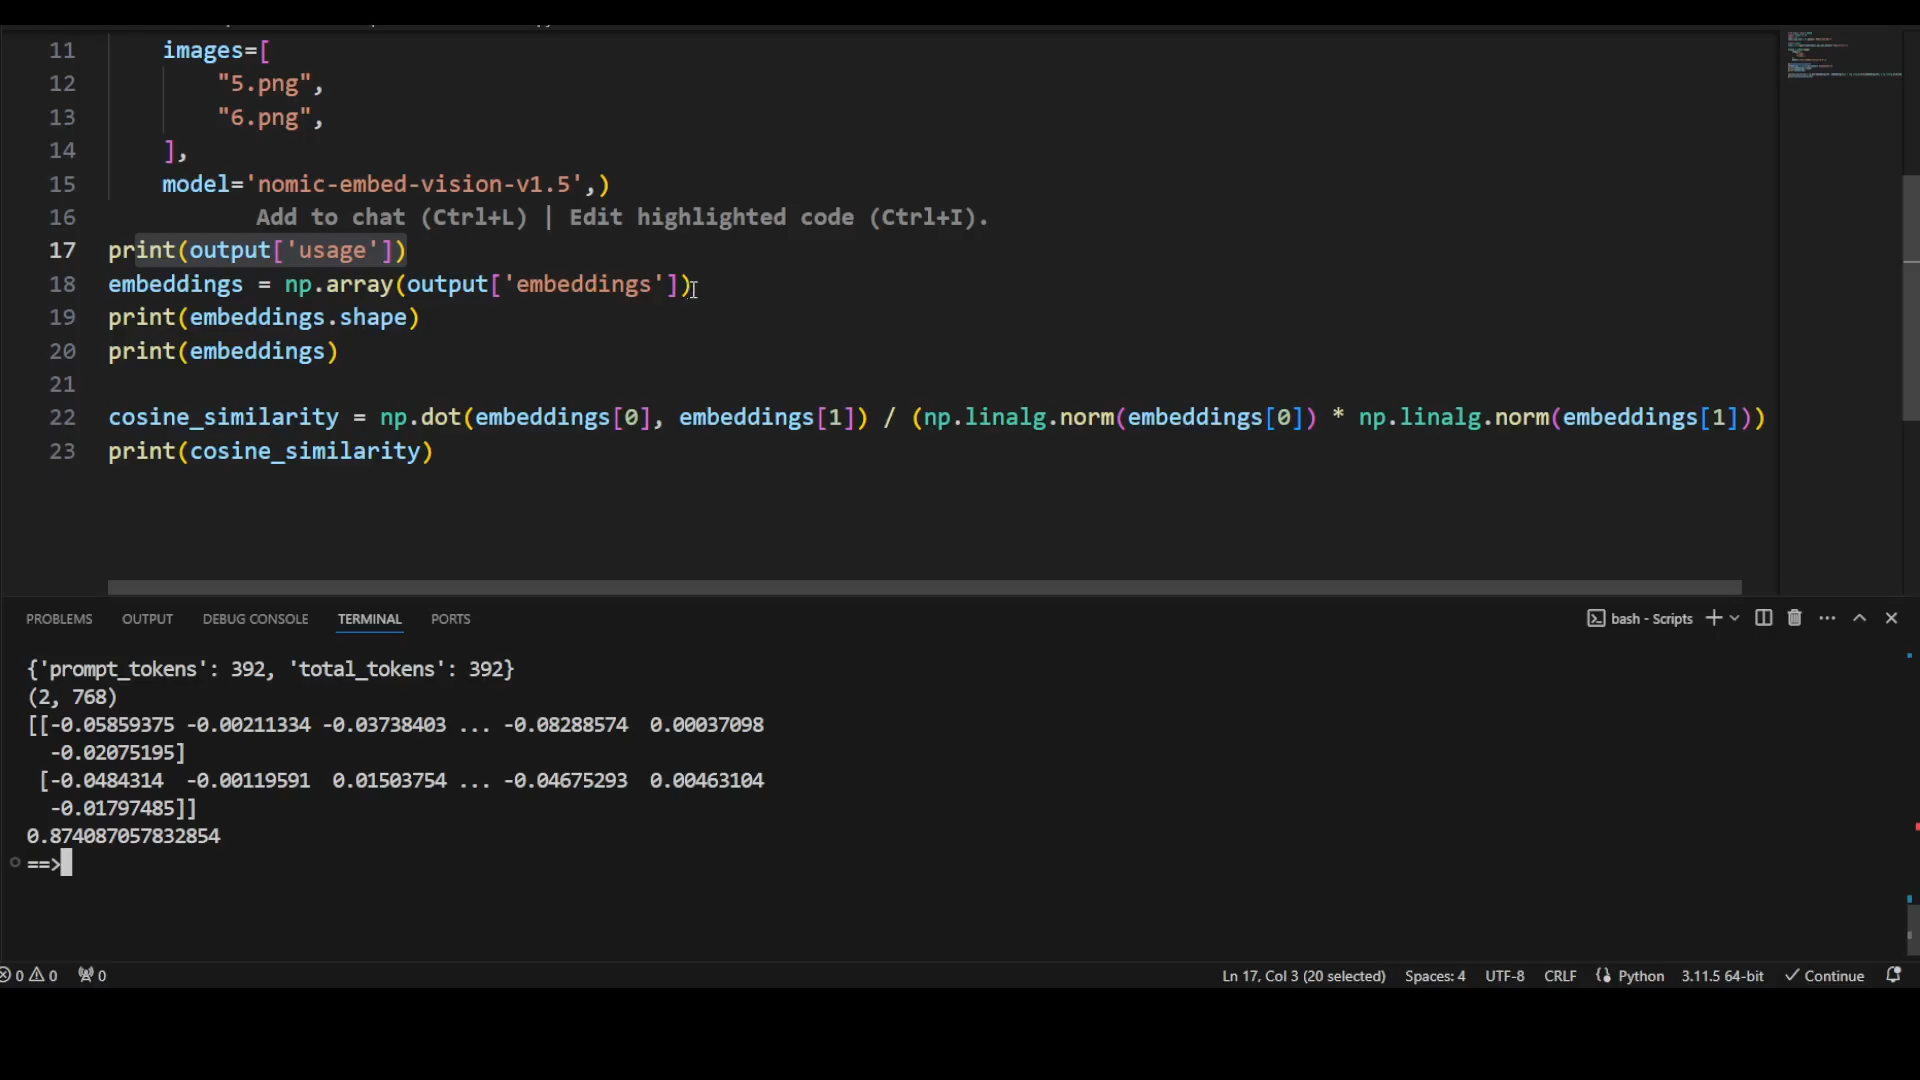 11 images=[
12 "5.png",
13 "6.png",
14 ],
15 model='nomic-embed-vision-v1.5',)
16 Add to chat (Ctrl+L) | Edit highlighted code (Ctrl+I).
17 print(output['usage'])
18 embeddings = np.array(output['embeddings'])
19 print(embeddings.shape)
20 print(embeddings)
21
22 cosine_similarity = np.dot(embeddings[0], embeddings[1]) / (np.linalg.norm(embeddings[0]) * np.linalg.norm(embeddings[1]))
23 print(cosine_similarity)
PROBLEMS OUTPUT DEBUG CONSOLE TERMINAL PORTS bash - Scripts
{'prompt_tokens': 392, 'total_tokens': 392}
(2, 768)
[[-0.05859375 -0.00211334 -0.03738403 ... -0.08288574 0.00037098
-0.02075195]
[-0.0484314 -0.00119591 0.01503754 ... -0.04675293 0.00463104
-0.01797485]]
0.874087057832854
==>
0 0 0 Ln 17, Col 3 (20 selected) Spaces: 4 UTF-8 CRLF Python 3.11.5 64-bit Continue